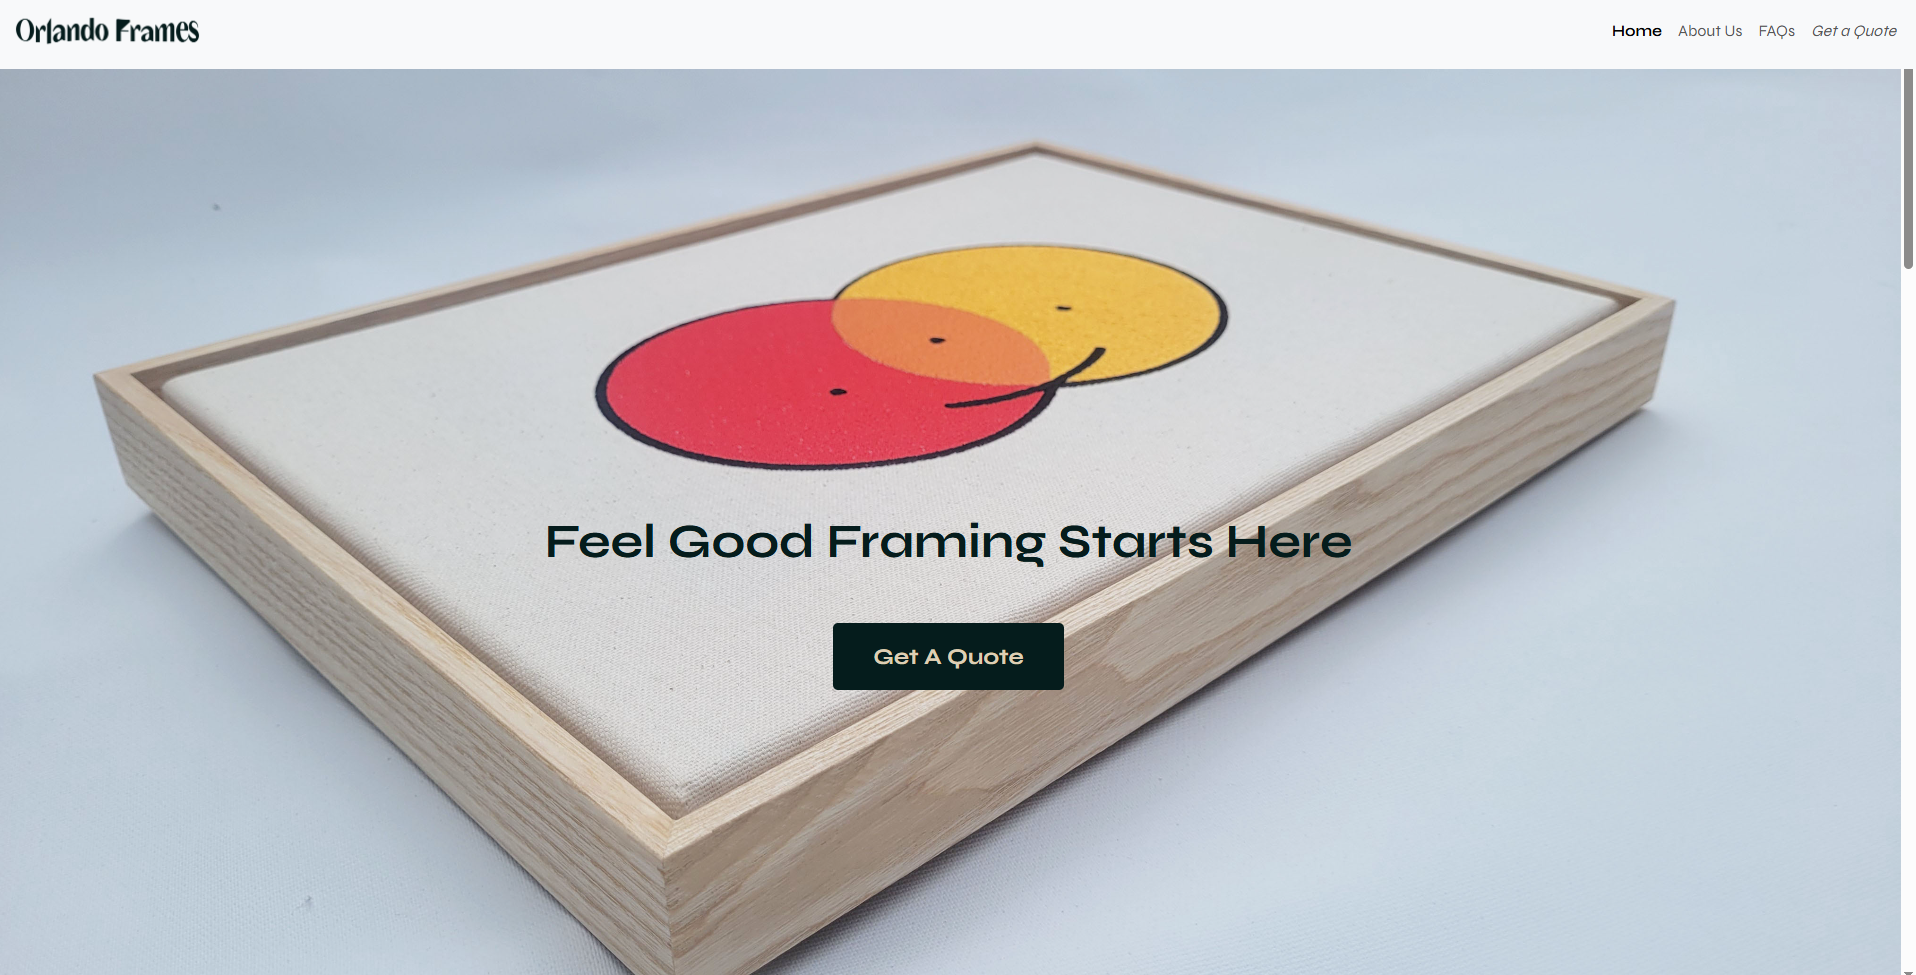 Orlando Frames
Home About Us FAQs Get a Quote
Feel Good Framing Starts Here
Get A Quote